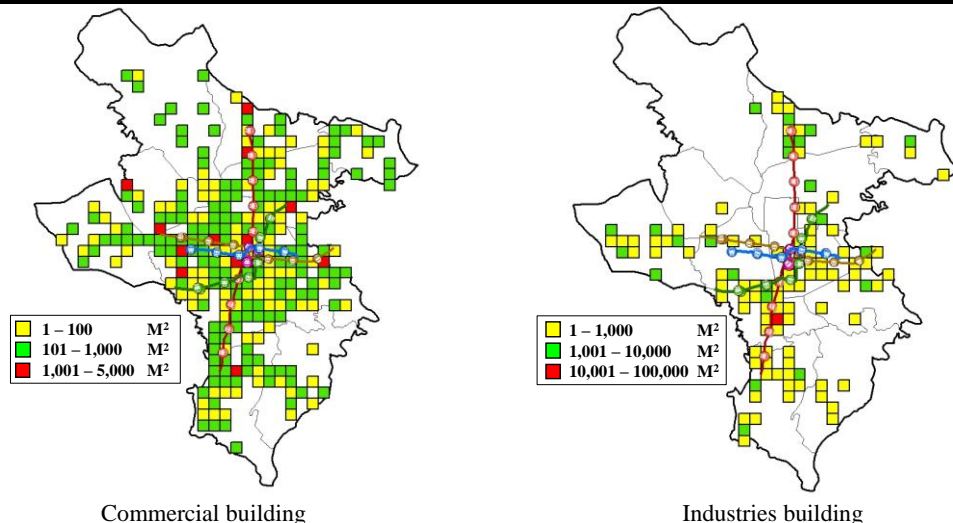 1 – 100 M²
101 – 1,000 M²
1,001 – 5,000 M²
Commercial building
1 – 1,000 M²
1,001 – 10,000 M²
10,001 – 100,000 M²
Industries building